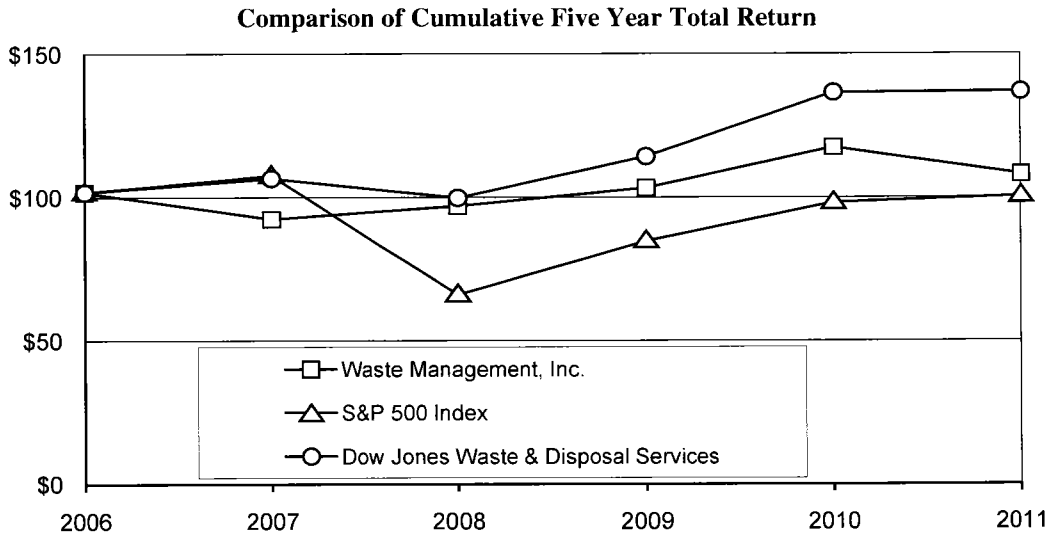 Comparison of Cumulative Five Year Total Return
$150
$100
$50
$0
Waste Management, Inc.
S&P 500 Index
Dow Jones Waste & Disposal Services
2006 2007 2008 2009 2010 2011